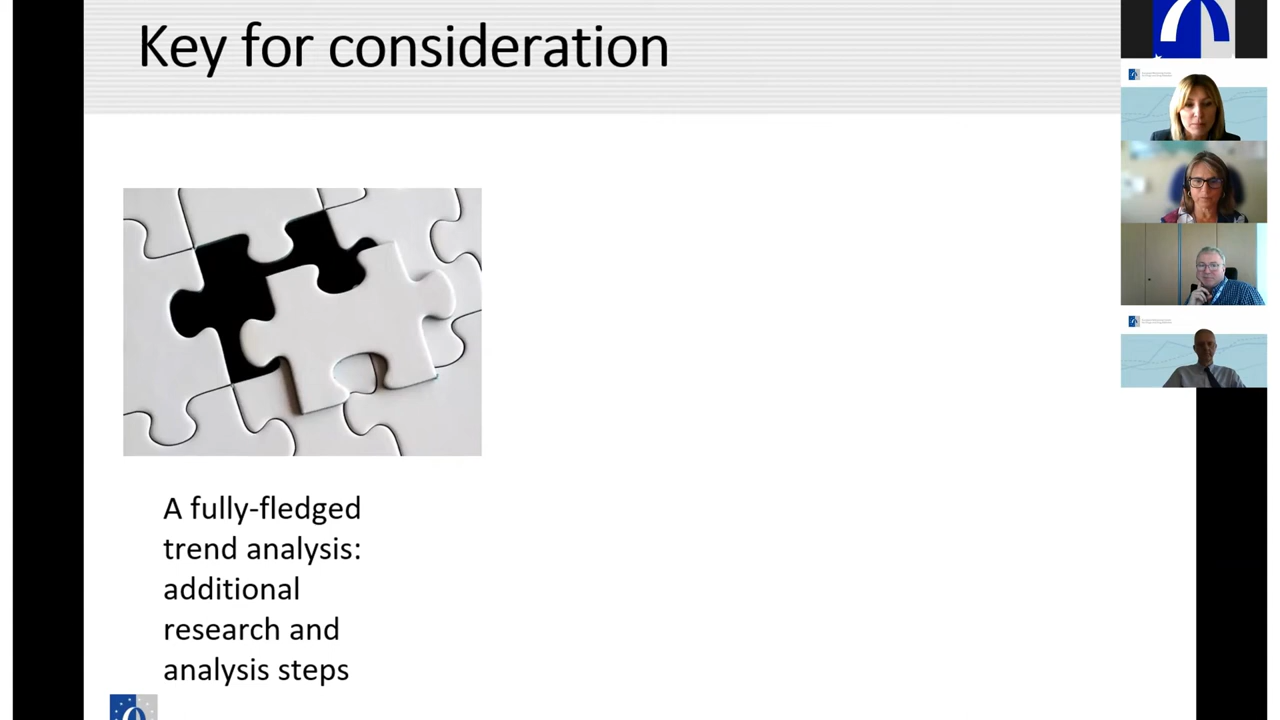 Key for consideration
A fully-fledged
trend analysis:
additional
research and
analysis steps